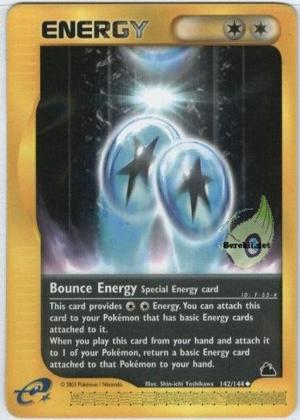 ENERGY
Serebii.net
Bounce Energy Special Energy card
ID: F-55-#
This card provides Energy. You can attach this
card to your Pokémon that has basic Energy cards
attached to it.
When you play this card from your hand and attach it
to 1 of your Pokémon, return a basic Energy card
attached to that Pokémon to your hand.
e
©2003 Pokémon / Nintendo Illus. Shin-ichi Yoshikawa 142/144